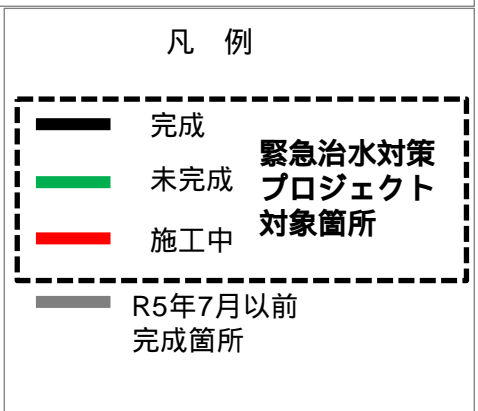 凡 例
完成
未完成
施工中
緊急治水対策
プロジェクト
対象箇所
R5年7月以前
完成箇所